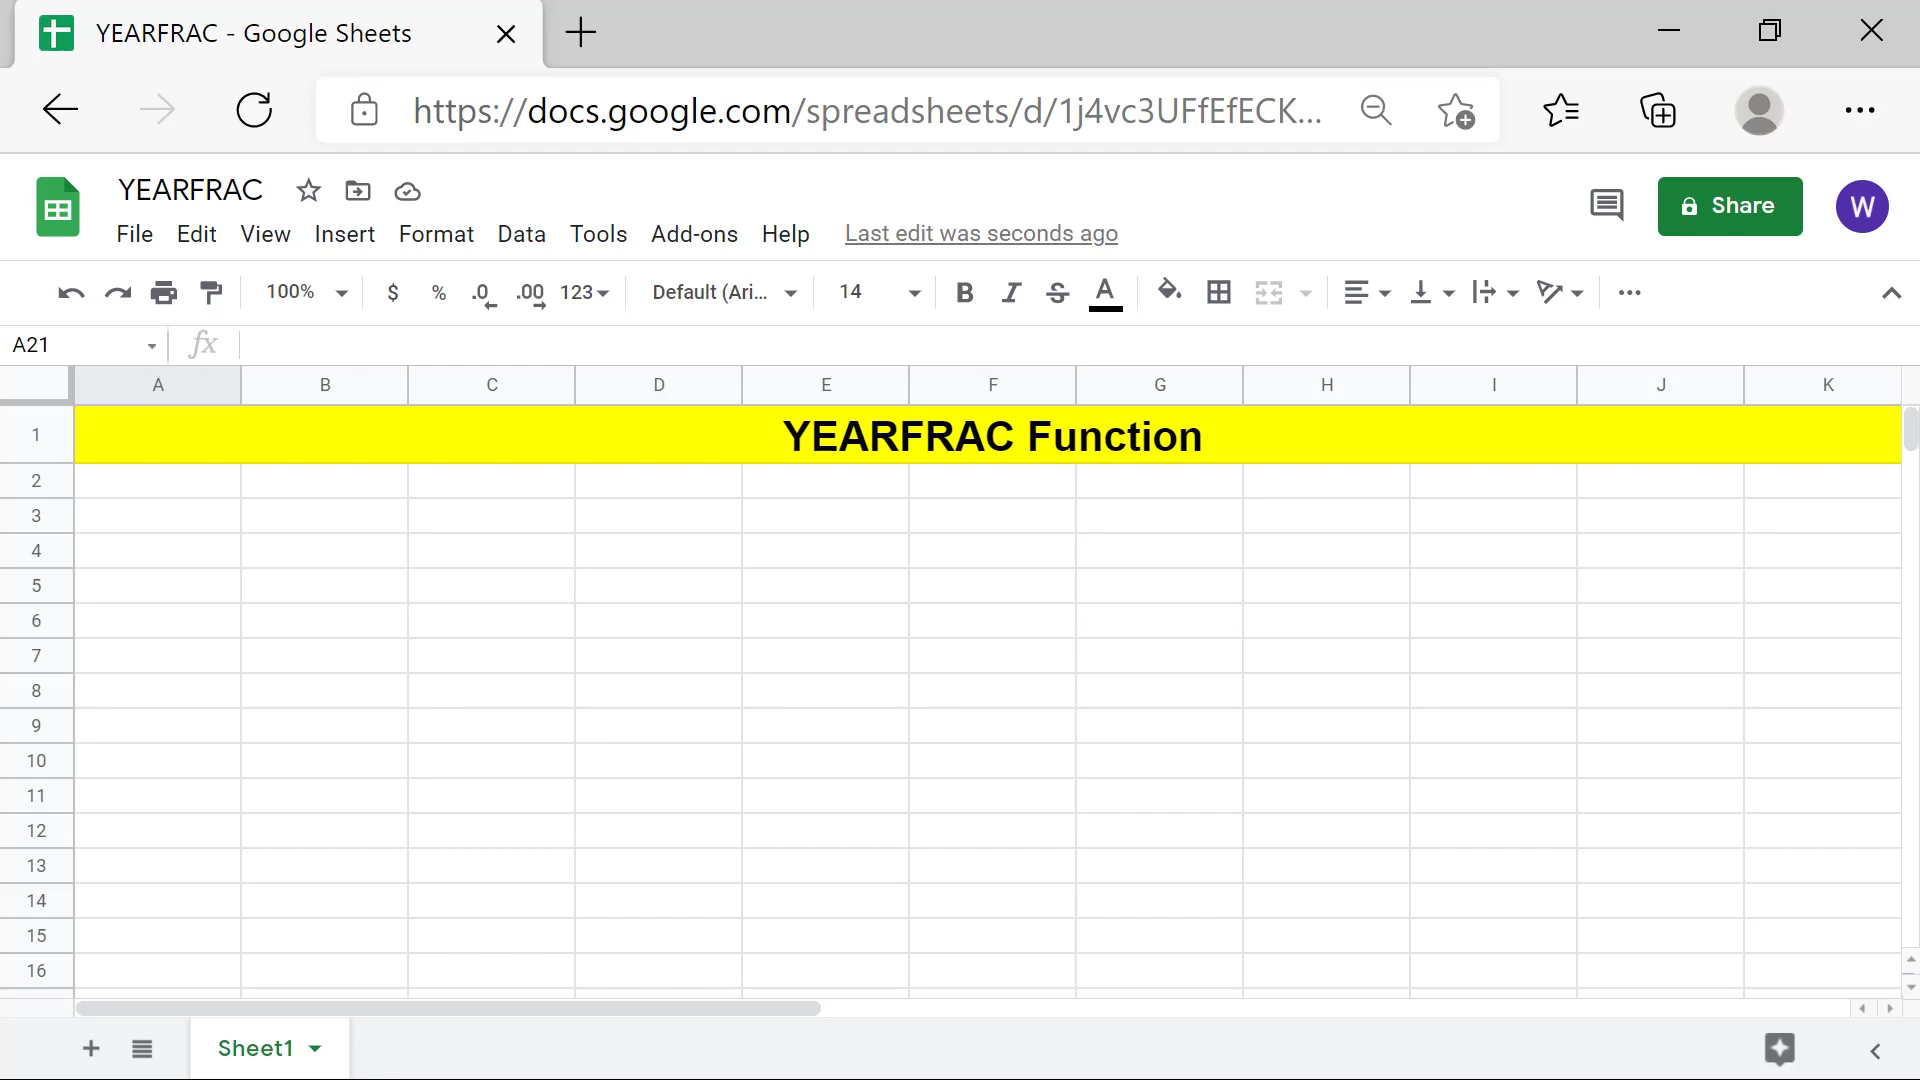 YEARFRAC - Google Sheets
https://docs.google.com/spreadsheets/d/1j4vc3UFfEfECK...
YEARFRAC
Share
W
File Edit View Insert Format Data Tools Add-ons Help Last edit was seconds ago
100% $ % .0 .00 123 Default (Ari... 14 B I S A
A21 fx
A B C D E F G H I J K
1 YEARFRAC Function
2
3
4
5
6
7
8
9
10
11
12
13
14
15
16
Sheet1